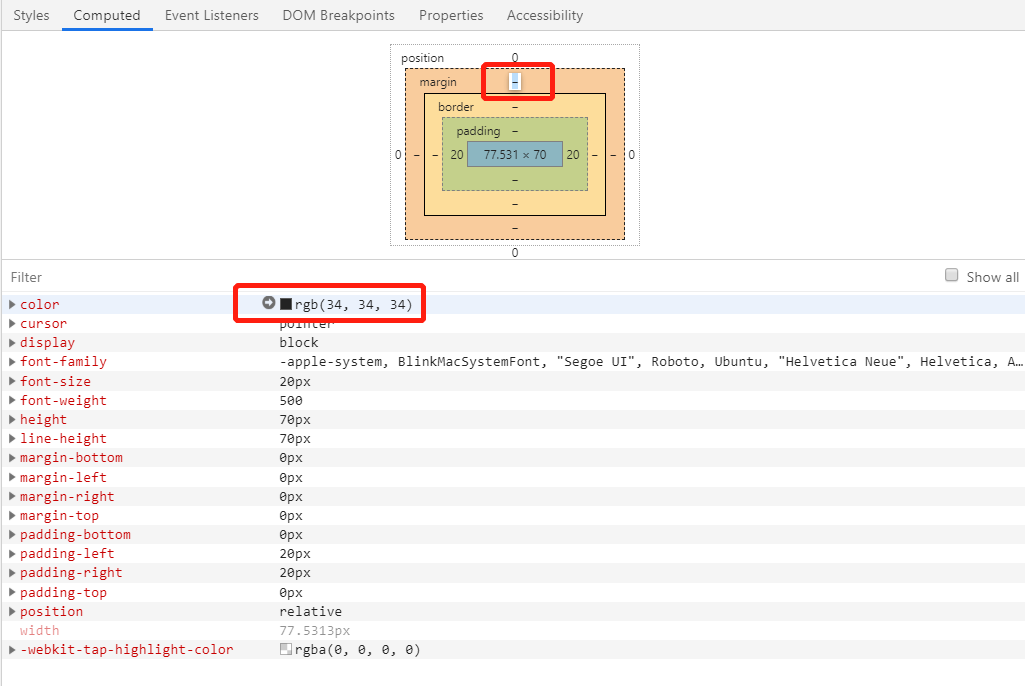 Styles Computed Event Listeners DOM Breakpoints Properties Accessibility
position 0
margin –
border –
padding –
0 – – 20 77.531 × 70 20 – – 0
–
–
–
0
Filter Show all
color rgb(34, 34, 34)
cursor pointer
display block
font-family -apple-system, BlinkMacSystemFont, "Segoe UI", Roboto, Ubuntu, "Helvetica Neue", Helvetica, A…
font-size 20px
font-weight 500
height 70px
line-height 70px
margin-bottom 0px
margin-left 0px
margin-right 0px
margin-top 0px
padding-bottom 0px
padding-left 20px
padding-right 20px
padding-top 0px
position relative
width 77.5313px
-webkit-tap-highlight-color rgba(0, 0, 0, 0)